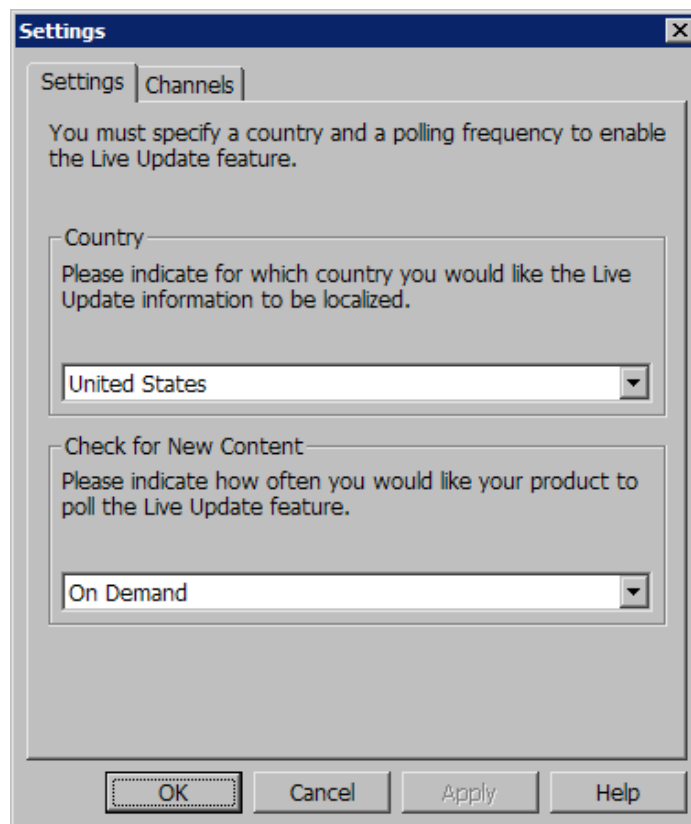 Settings
Settings
Channels
You must specify a country and a polling frequency to enable
the Live Update feature.
Country
Please indicate for which country you would like the Live
Update information to be localized.
United States
Check for New Content
Please indicate how often you would like your product to
poll the Live Update feature.
On Demand
OK
Cancel
Apply
Help